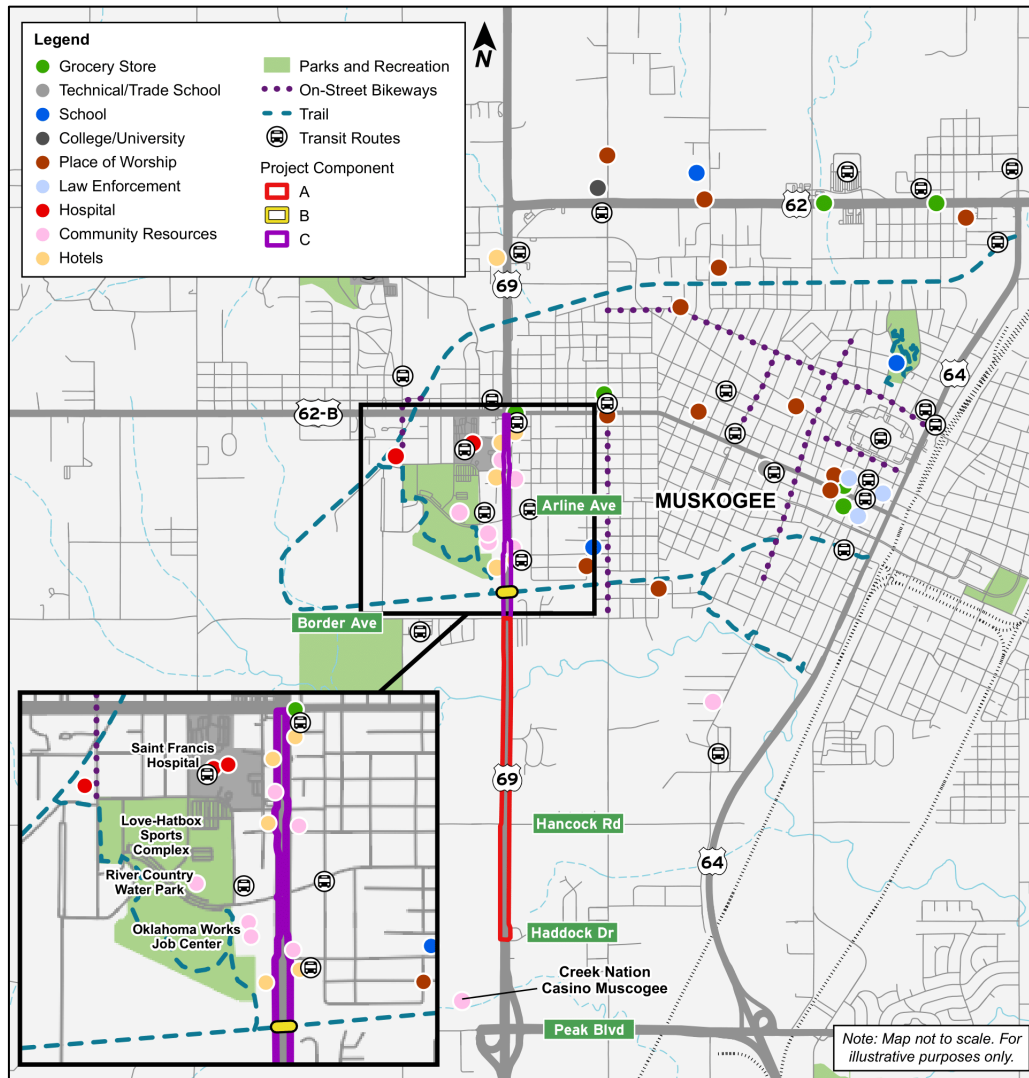 Legend
Grocery Store
Technical/Trade School
School
College/University
Place of Worship
Law Enforcement
Hospital
Community Resources
Hotels
Parks and Recreation
On-Street Bikeways
Trail
Transit Routes
Project Component
A
B
C
N
62
69
64
62-B
MUSKOGEE
Arline Ave
Border Ave
69
Hancock Rd
64
Haddock Dr
Creek Nation
Casino Muscogee
Peak Blvd
Saint Francis
Hospital
Love-Hatbox
Sports
Complex
River Country
Water Park
Oklahoma Works
Job Center
Note: Map not to scale. For
illustrative purposes only.